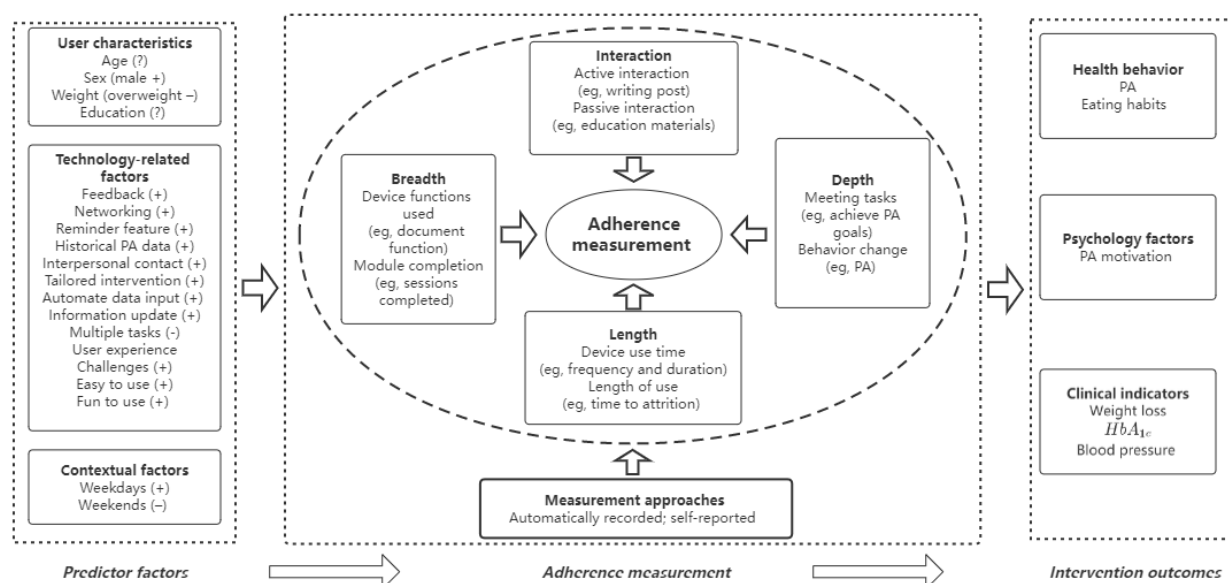 User characteristics
Age (?)
Sex (male +)
Weight (overweight –)
Education (?)
Technology-related
factors
Feedback (+)
Networking (+)
Reminder feature (+)
Historical PA data (+)
Interpersonal contact (+)
Tailored intervention (+)
Automate data input (+)
Information update (+)
Multiple tasks (-)
User experience
Challenges (+)
Easy to use (+)
Fun to use (+)
Contextual factors
Weekdays (+)
Weekends (–)
Interaction
Active interaction
(eg, writing post)
Passive interaction
(eg, education materials)
Breadth
Device functions
used
(eg, document
function)
Module completion
(eg, sessions
completed)
Adherence
measurement
Depth
Meeting tasks
(eg, achieve PA
goals)
Behavior change
(eg, PA)
Length
Device use time
(eg, frequency and duration)
Length of use
(eg, time to attrition)
Measurement approaches
Automatically recorded; self-reported
Health behavior
PA
Eating habits
Psychology factors
PA motivation
Clinical indicators
Weight loss
HbA1c
Blood pressure
Predictor factors
Adherence measurement
Intervention outcomes